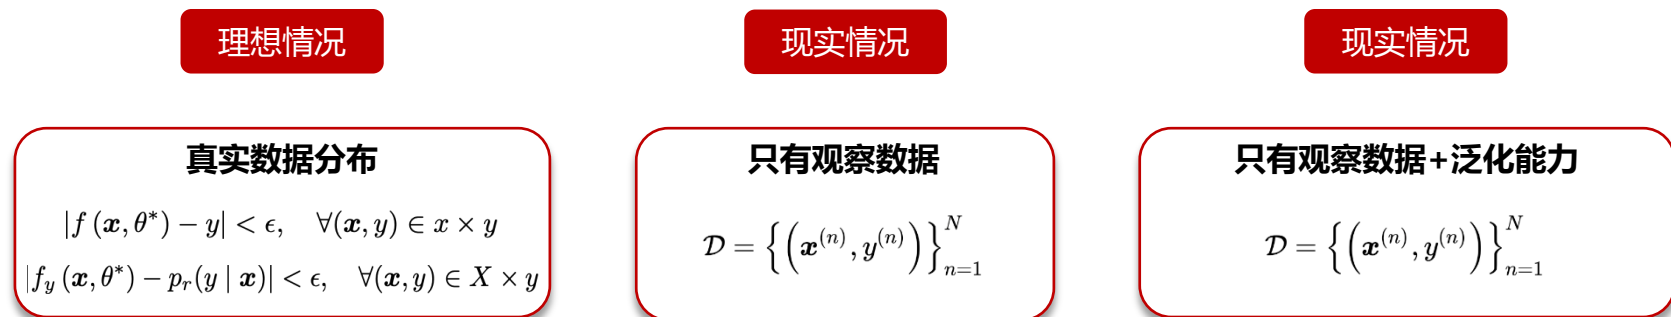 理想情况
现实情况
现实情况
真实数据分布
|f (x, θ*) − y| < ϵ, ∀(x, y) ∈ x × y
|f_y (x, θ*) − p_r(y | x)| < ϵ, ∀(x, y) ∈ X × y
只有观察数据
𝒟 = {(x^(n), y^(n))}_{n=1}^N
只有观察数据+泛化能力
𝒟 = {(x^(n), y^(n))}_{n=1}^N